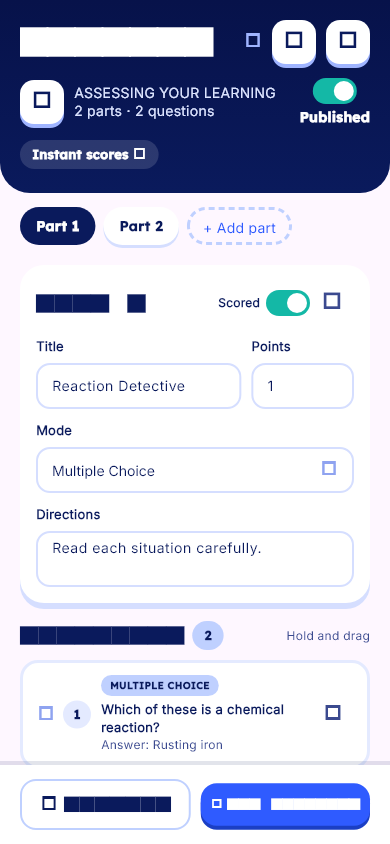 ASSESSING YOUR LEARNING
2 parts · 2 questions
Published
Instant scores
Part 1
Part 2
+ Add part
Scored
Title
Points
Reaction Detective
1
Mode
Multiple Choice
Directions
Read each situation carefully.
2
Hold and drag
MULTIPLE CHOICE
1
Which of these is a chemical
reaction?
Answer: Rusting iron